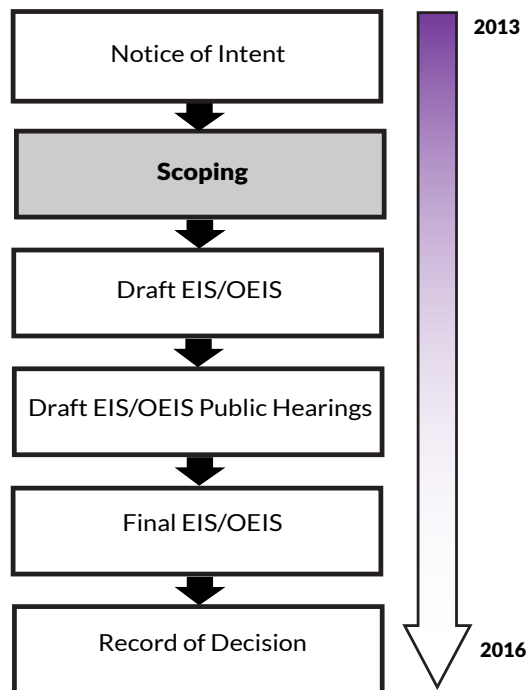 2013
Notice of Intent
Scoping
Draft EIS/OEIS
Draft EIS/OEIS Public Hearings
Final EIS/OEIS
Record of Decision
2016